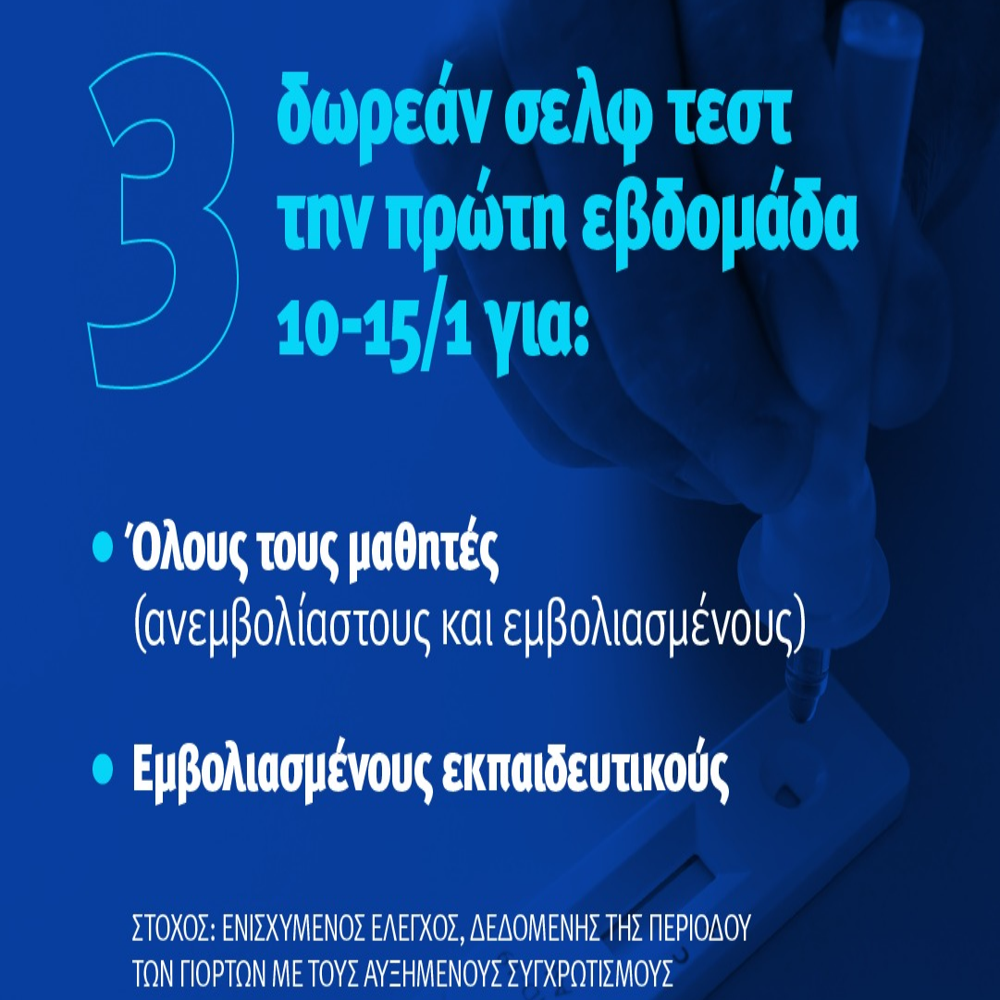 3 δωρεάν σελφ τεστ
την πρώτη εβδομάδα
10-15/1 για:
• Όλους τους μαθητές
(ανεμβολίαστους και εμβολιασμένους)
• Εμβολιασμένους εκπαιδευτικούς
ΣΤΟΧΟΣ: ΕΝΙΣΧΥΜΕΝΟΣ ΕΛΕΓΧΟΣ, ΔΕΔΟΜΕΝΗΣ ΤΗΣ ΠΕΡΙΟΔΟΥ
ΤΩΝ ΓΙΟΡΤΩΝ ΜΕ ΤΟΥΣ ΑΥΞΗΜΕΝΟΥΣ ΣΥΓΧΡΩΤΙΣΜΟΥΣ